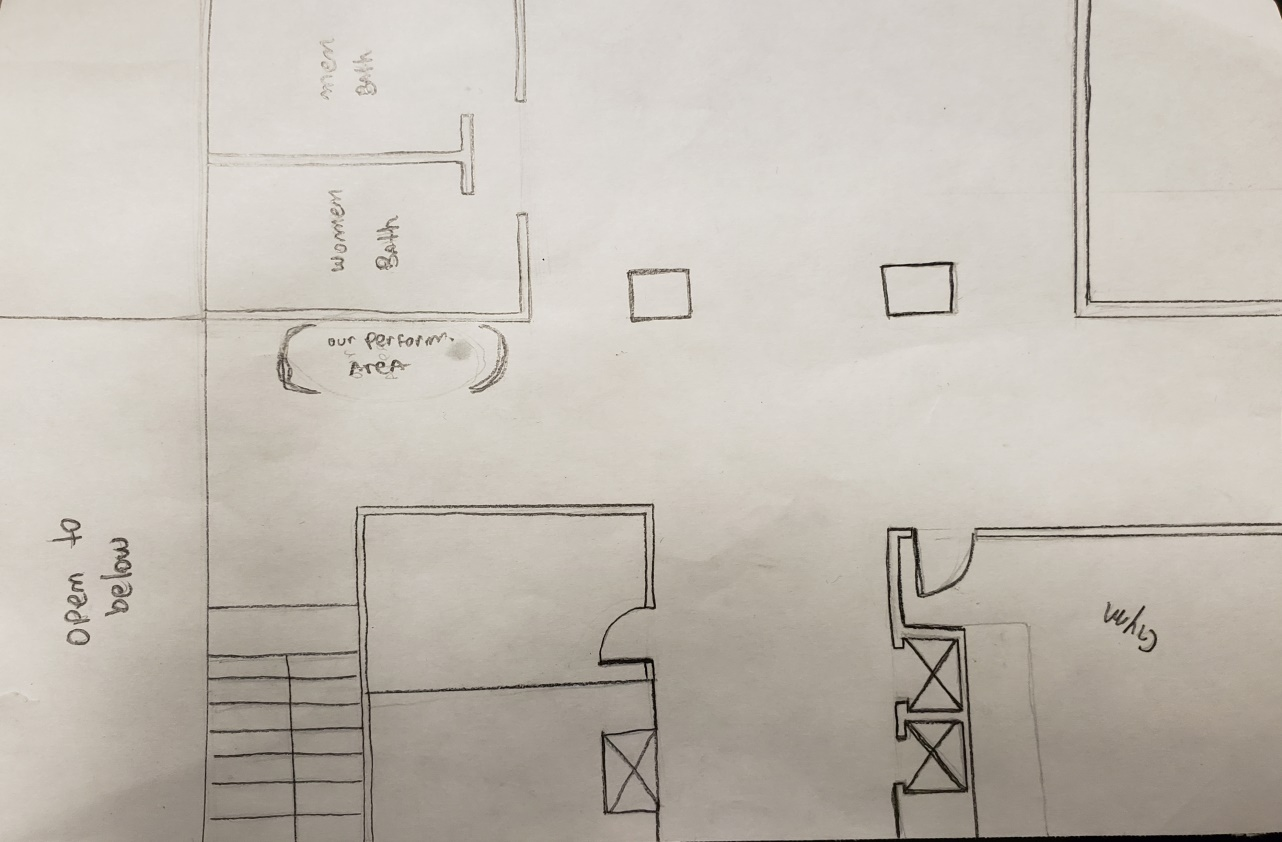 men
Bath
women
Bath
our perform.
Area
open to
below
Gym